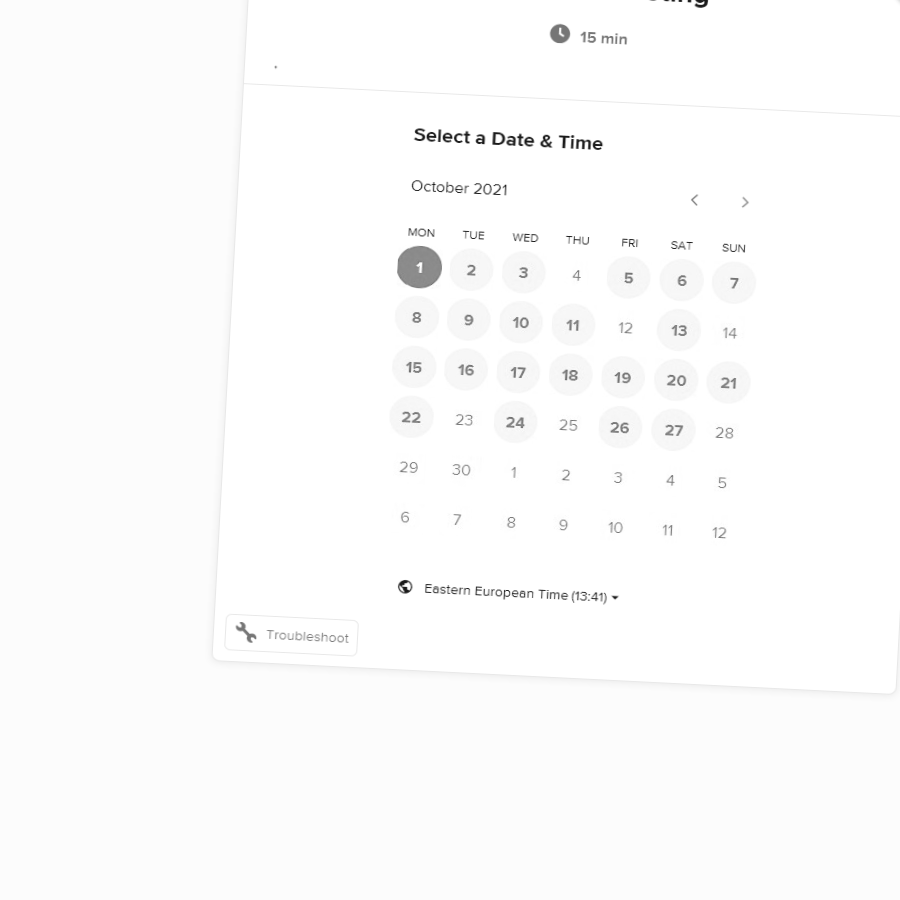 15 min
.
Select a Date & Time
October 2021
MON TUE WED THU FRI SAT SUN
1 2 3 4 5 6 7
8 9 10 11 12 13 14
15 16 17 18 19 20 21
22 23 24 25 26 27 28
29 30 1 2 3 4 5
6 7 8 9 10 11 12
Eastern European Time (13:41)
Troubleshoot